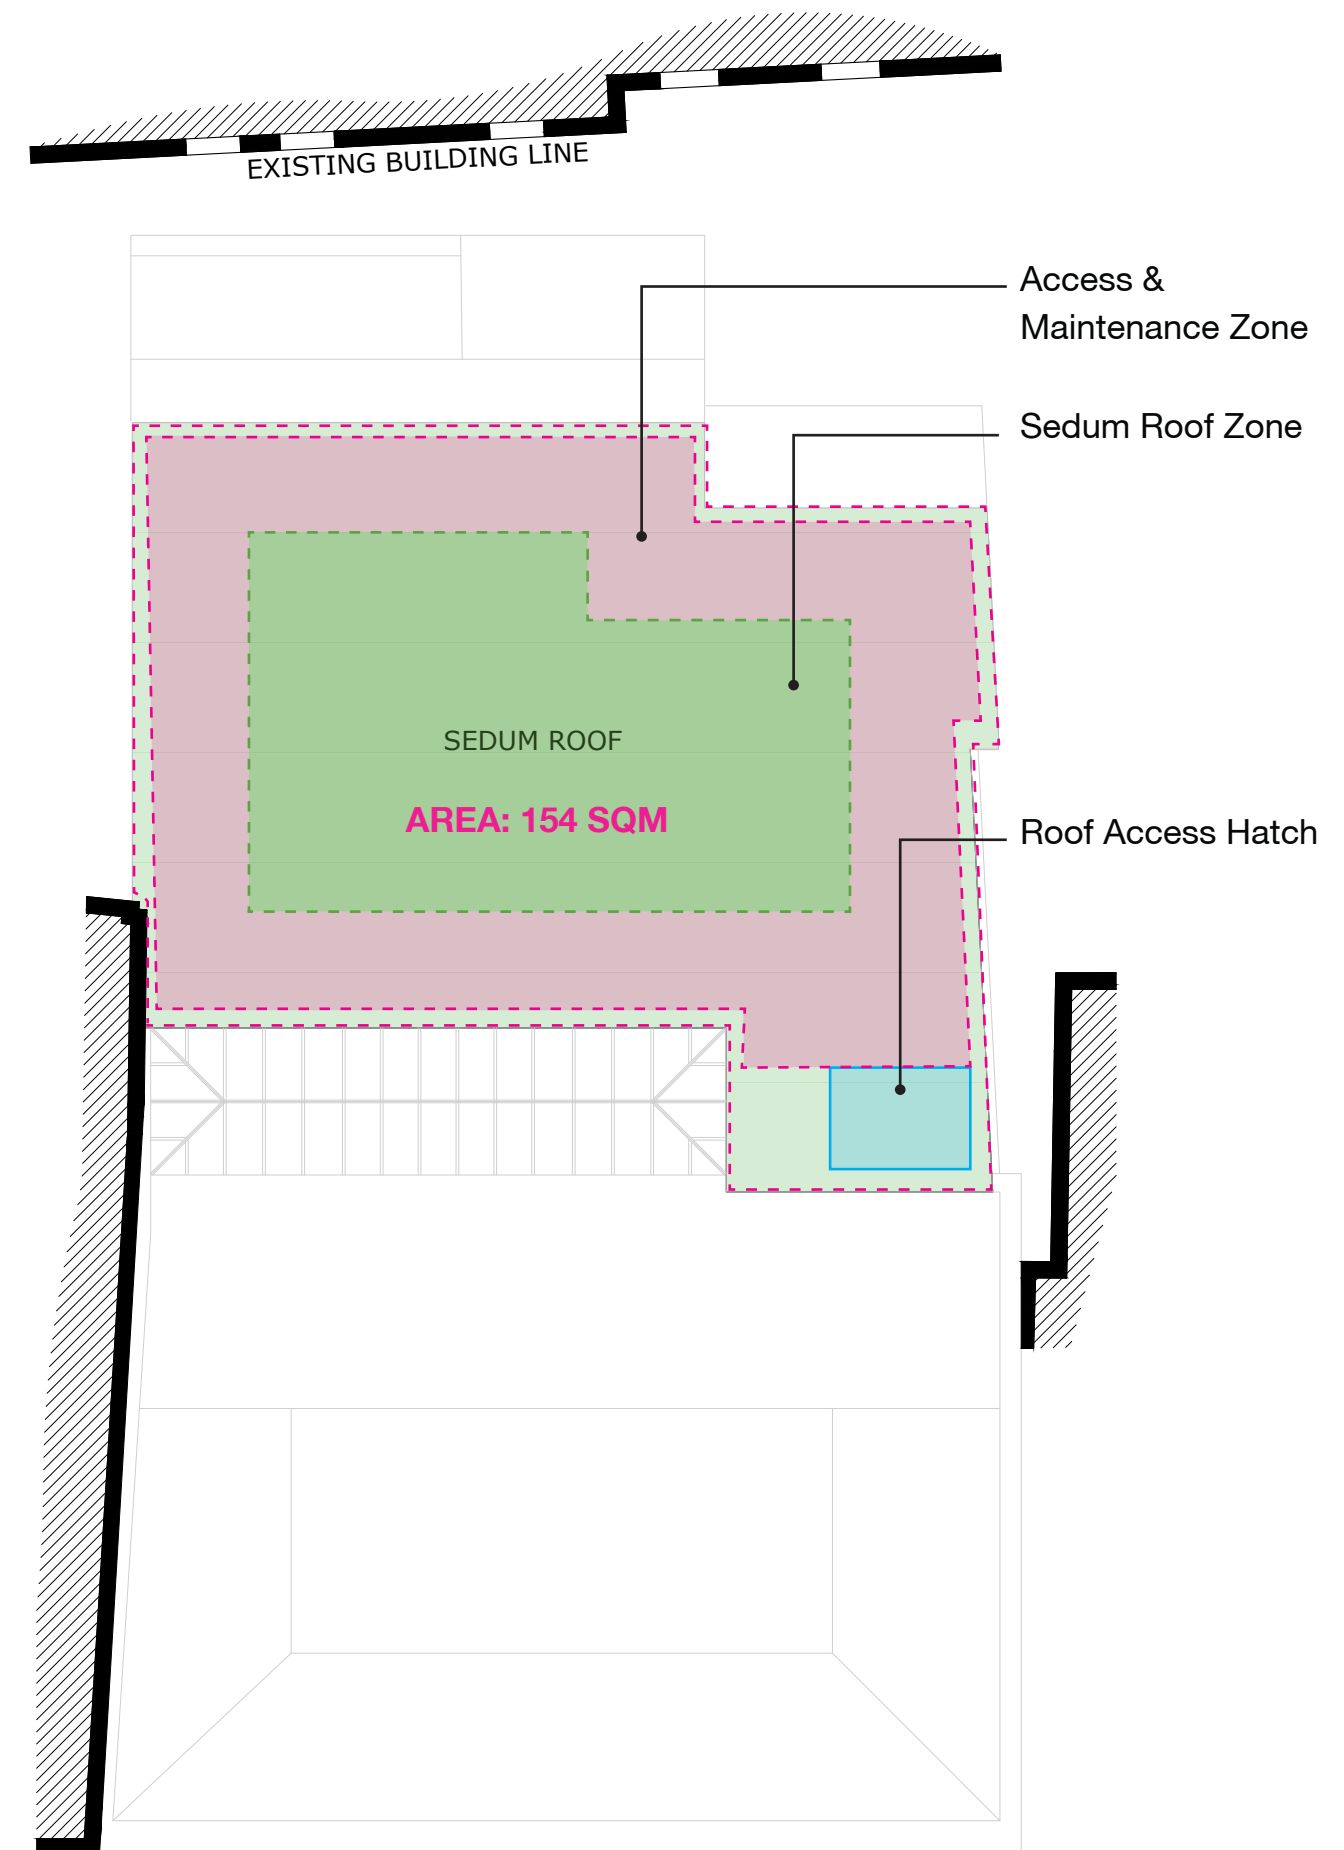 EXISTING BUILDING LINE
Access &
Maintenance Zone
Sedum Roof Zone
SEDUM ROOF
AREA: 154 SQM
Roof Access Hatch